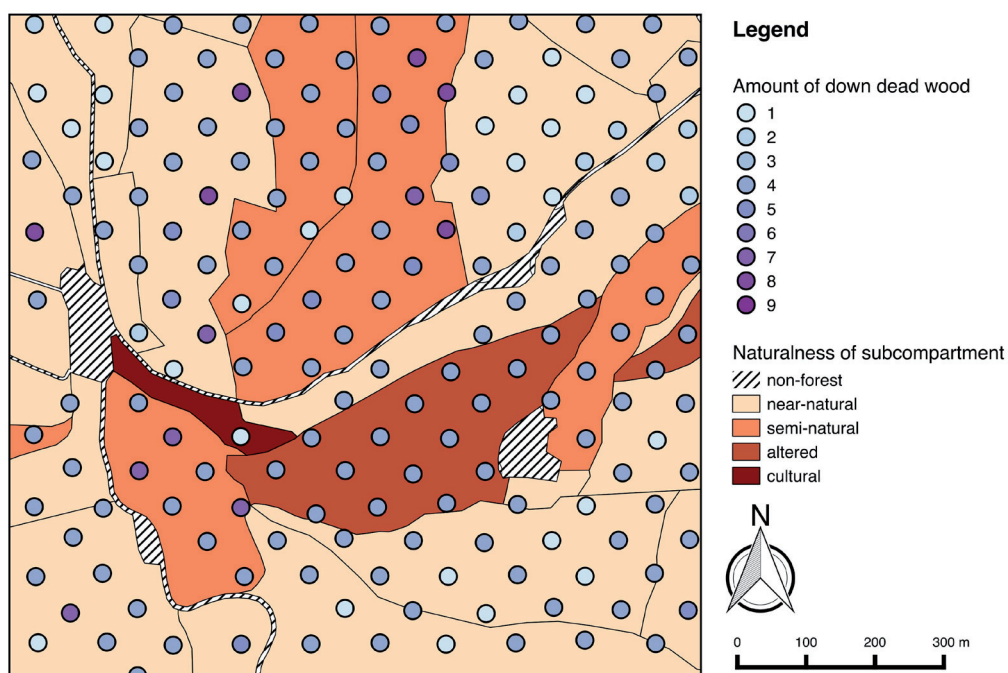 Legend
Amount of down dead wood
1
2
3
4
5
6
7
8
9
Naturalness of subcompartment
non-forest
near-natural
semi-natural
altered
cultural
N
0 100 200 300 m